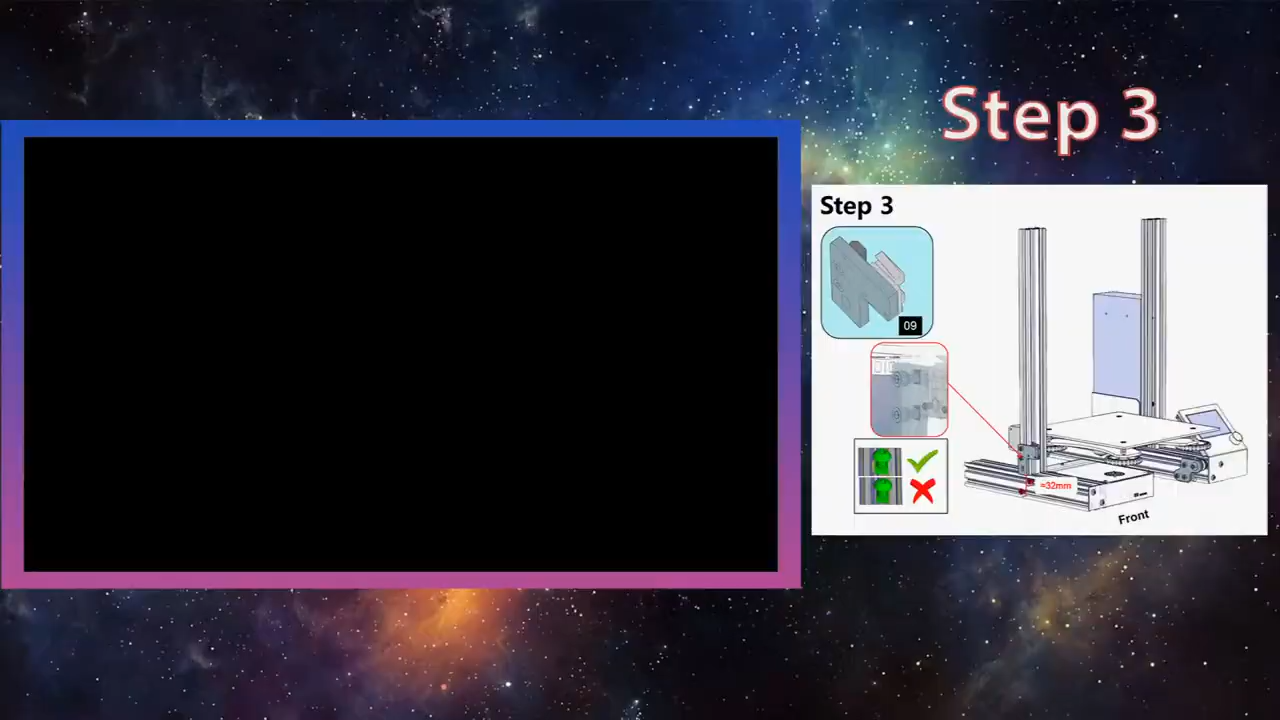 Step 3
Step 3
09
≈32mm
Front